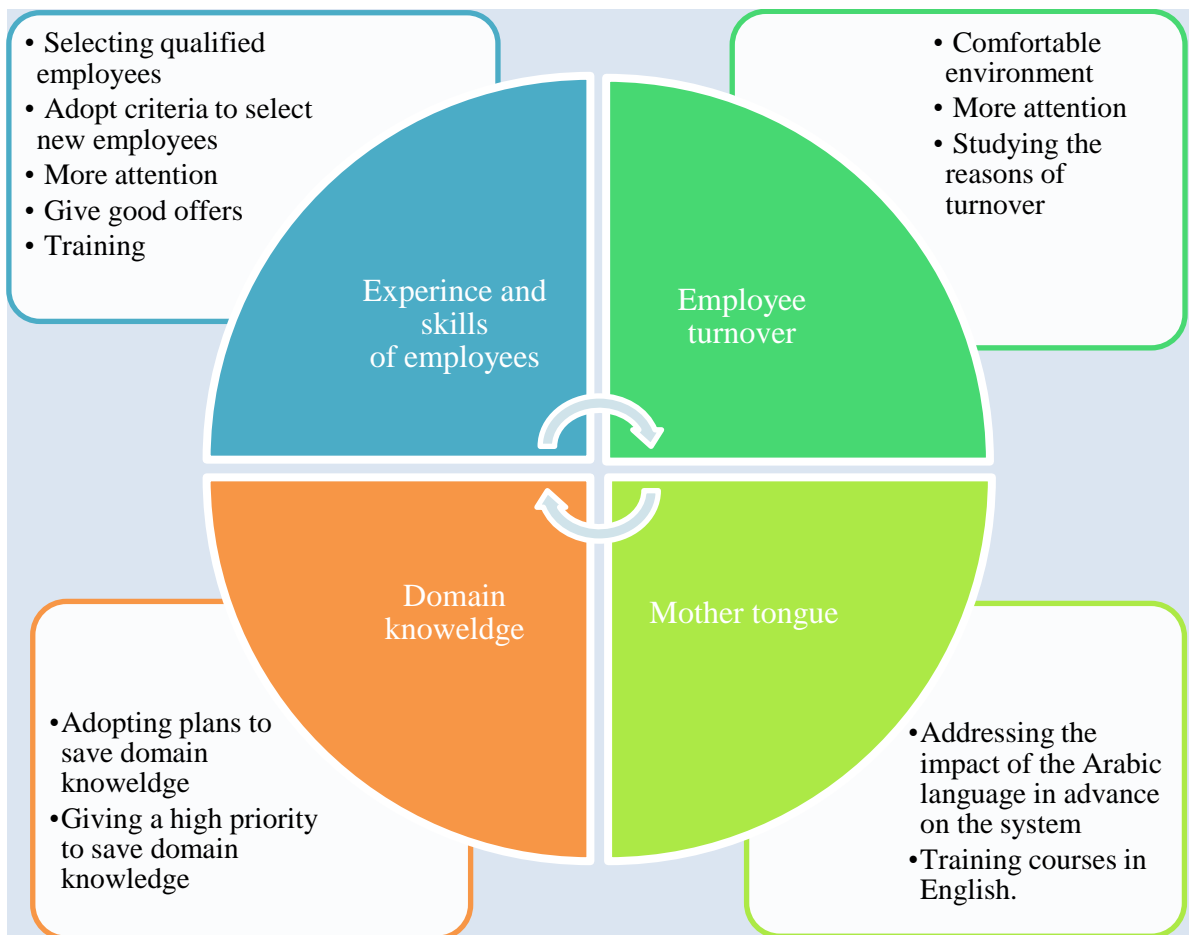 • Selecting qualified
employees
• Adopt criteria to select
new employees
• More attention
• Give good offers
• Training
• Comfortable
environment
• More attention
• Studying the
reasons of
turnover
Experince and
skills
of employees
Employee
turnover
Domain
knoweldge
Mother tongue
•Adopting plans to
save domain
knoweldge
•Giving a high priority
to save domain
knowledge
•Addressing the
impact of the Arabic
language in advance
on the system
•Training courses in
English.